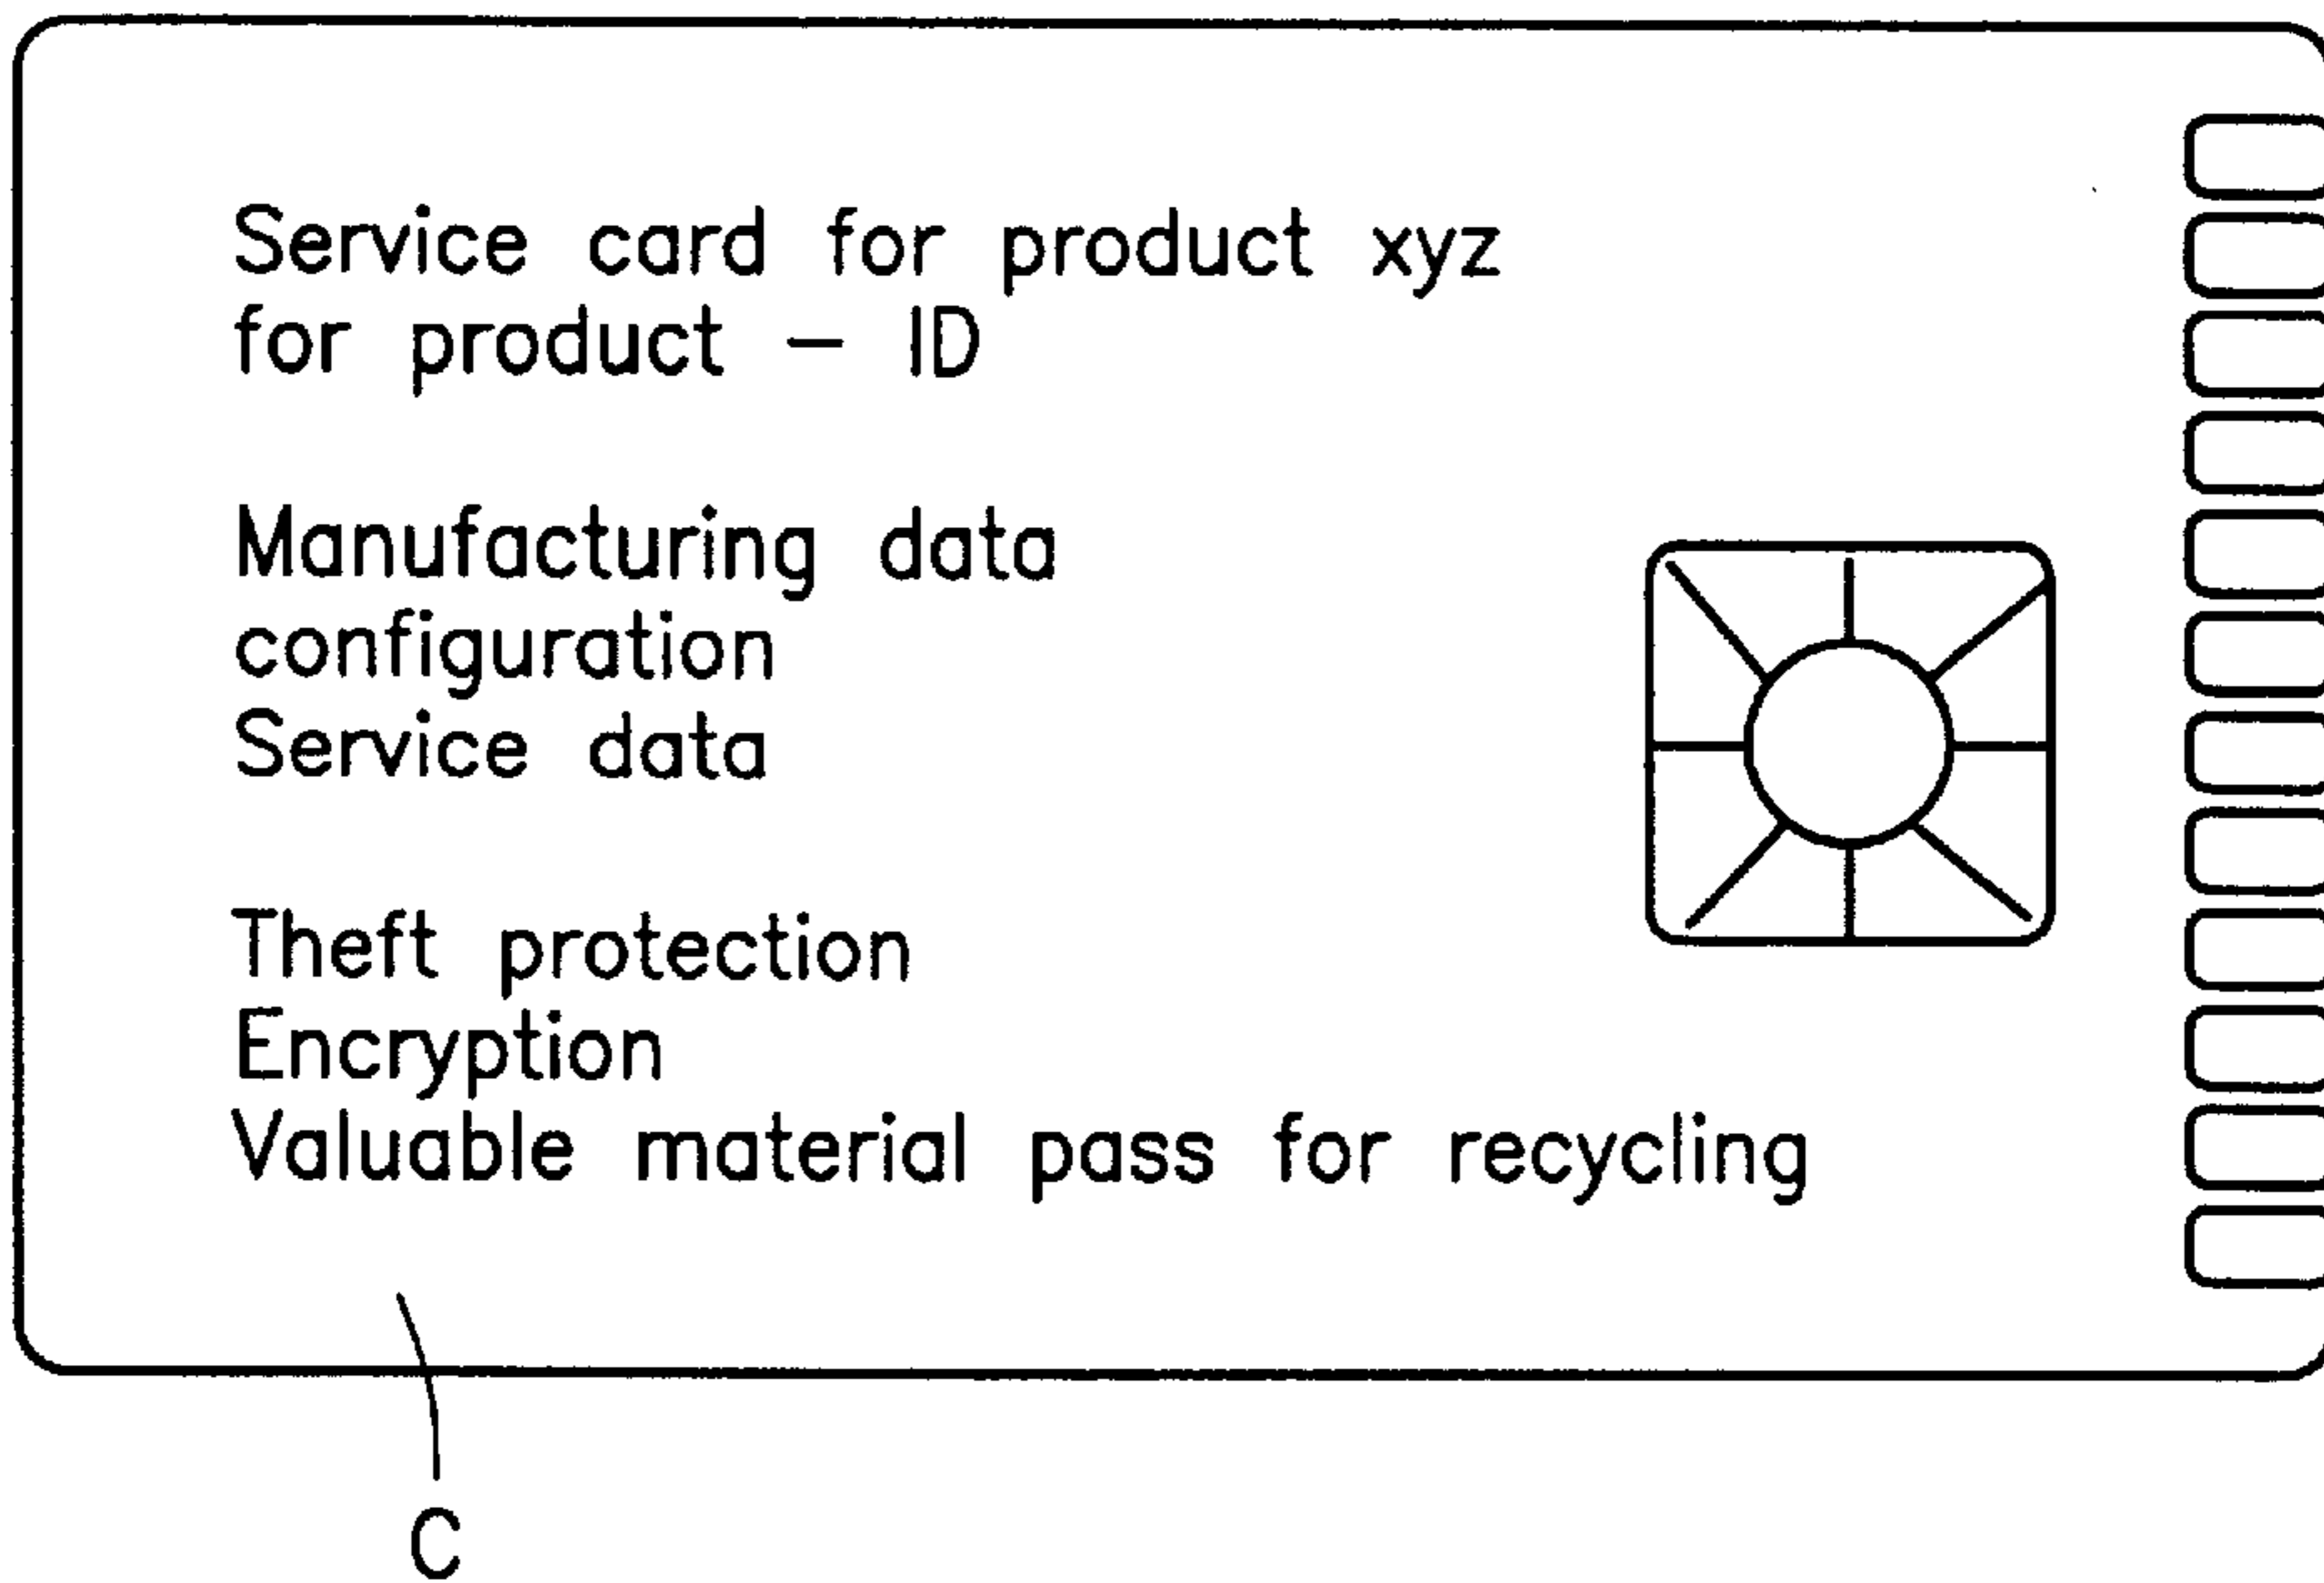 Service card for product xyz
for product – ID
Manufacturing data
configuration
Service data
Theft protection
Encryption
Valuable material pass for recycling
C